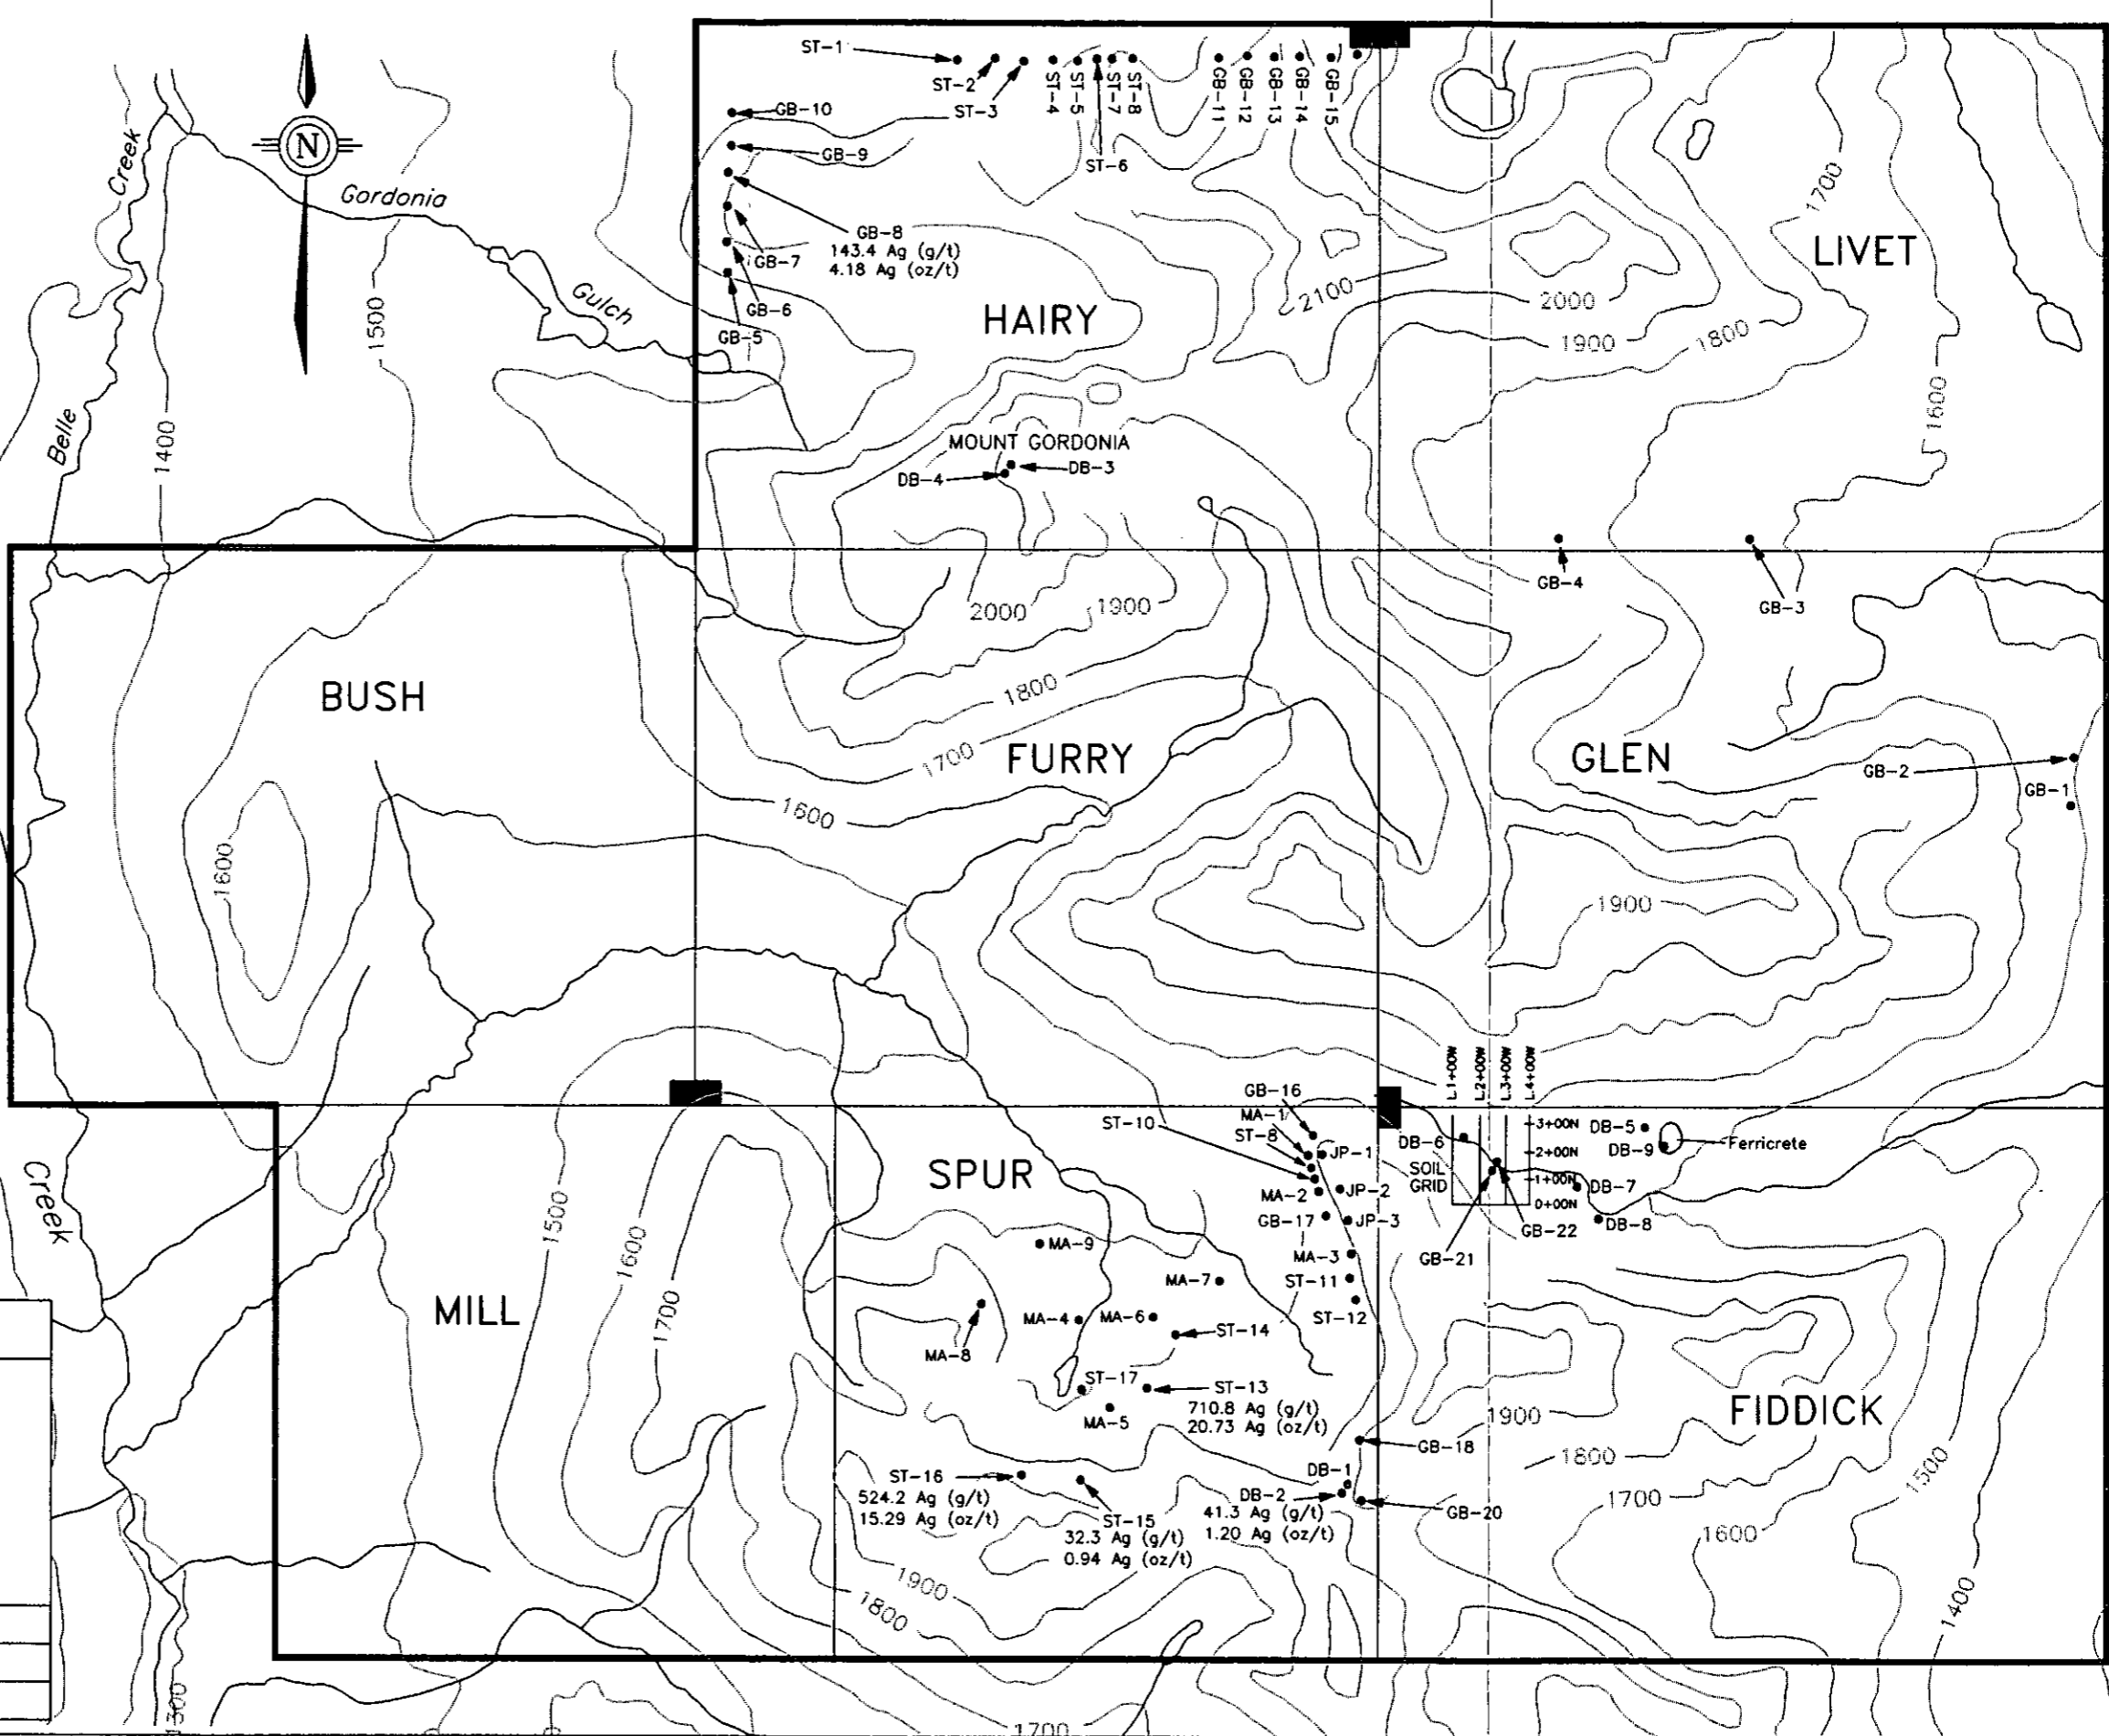 ST-1
ST-2
ST-3
ST-4
ST-5
ST-6
ST-7
ST-8
GB-11
GB-12
GB-13
GB-14
GB-15
GB-10
GB-9
GB-8
143.4 Ag (g/t)
4.18 Ag (oz/t)
GB-7
GB-6
GB-5
N
Creek
Belle
Gordonia
Gulch
1400
1500
HAIRY
LIVET
1700
2100
2000
1900
1800
1600
MOUNT GORDONIA
DB-3
DB-4
GB-4
GB-3
2000
1900
1800
1700
1600
BUSH
FURRY
GLEN
GB-2
GB-1
1600
1900
L1+00W
L2+00W
L3+00W
L4+00W
3+00N
2+00N
1+00N
0+00N
SOIL
GRID
GB-16
MA-1
ST-8
ST-10
JP-1
MA-2
JP-2
GB-17
JP-3
MA-3
ST-11
ST-12
DB-6
DB-5
DB-9
Ferricrete
DB-7
DB-8
GB-22
GB-21
SPUR
MA-9
MA-7
MA-4
MA-6
ST-14
MA-8
ST-17
ST-13
710.8 Ag (g/t)
20.73 Ag (oz/t)
MA-5
MILL
1500
1600
1700
Creek
FIDDICK
1900
1800
1700
1600
1500
1400
GB-18
DB-1
DB-2
41.3 Ag (g/t)
1.20 Ag (oz/t)
GB-20
ST-16
524.2 Ag (g/t)
15.29 Ag (oz/t)
ST-15
32.3 Ag (g/t)
0.94 Ag (oz/t)
1900
1800
1300
1700